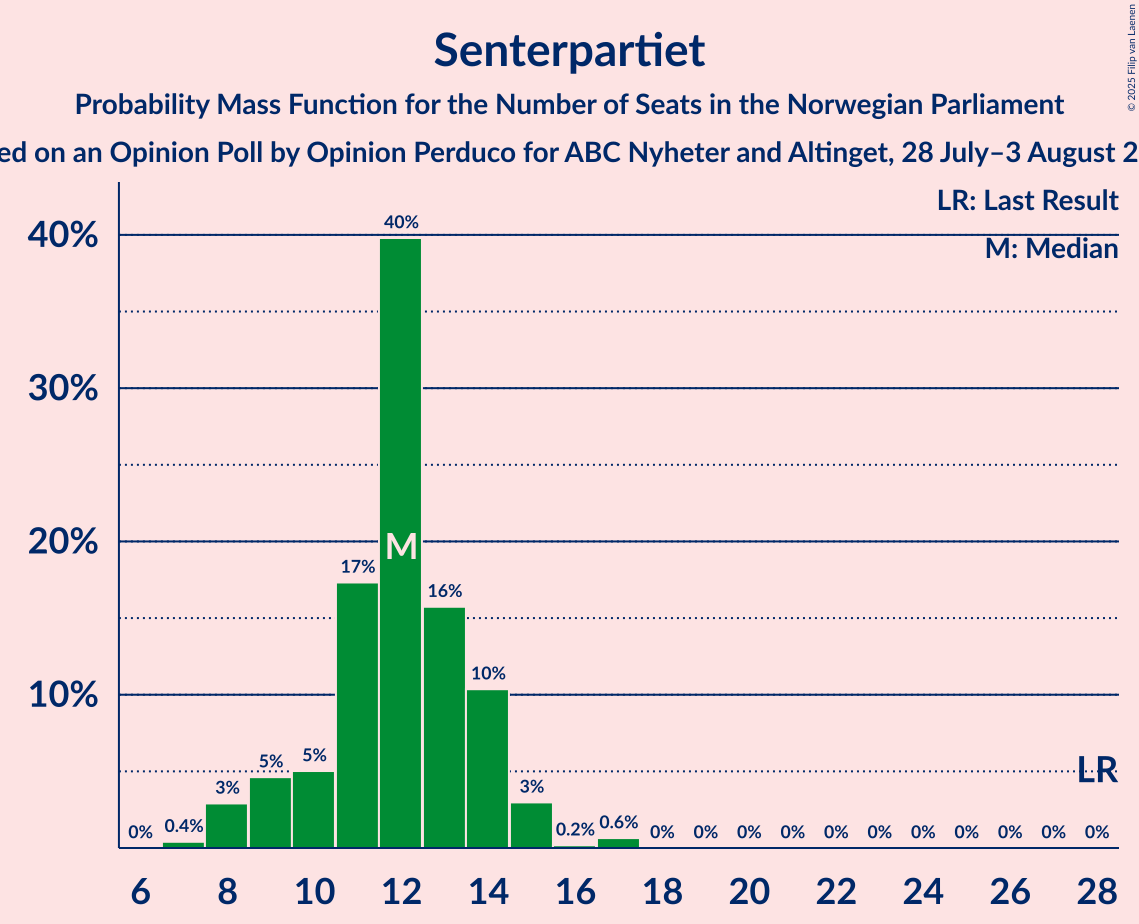 Senterpartiet
Probability Mass Function for the Number of Seats in the Norwegian Parliament
ed on an Opinion Poll by Opinion Perduco for ABC Nyheter and Altinget, 28 July–3 August 2
© 2025 Filip van Laenen
LR: Last Result
M: Median
40%
30%
20%
10%
0% 0.4% 3% 5% 5% 17% 40% 16% 10% 3% 0.2% 0.6% 0% 0% 0% 0% 0% 0% 0% 0% 0% 0% 0%
M
LR
6 8 10 12 14 16 18 20 22 24 26 28